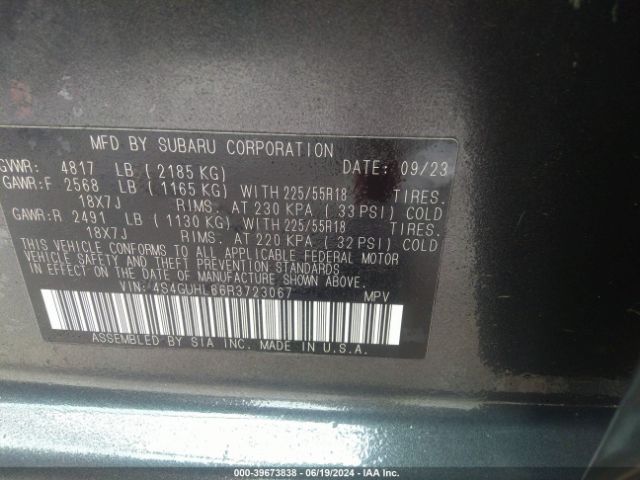 MFD BY SUBARU CORPORATION
GVWR: 4817 LB (2185 KG) DATE: 09/23
GAWR:F 2568 LB (1165 KG) WITH 225/55R18 TIRES.
18X7J RIMS. AT 230 KPA (33 PSI) COLD
GAWR:R 2491 LB (1130 KG) WITH 225/55R18 TIRES.
18X7J RIMS. AT 220 KPA (32 PSI) COLD
THIS VEHICLE CONFORMS TO ALL APPLICABLE FEDERAL MOTOR
VEHICLE SAFETY, BUMPER, AND THEFT PREVENTION STANDARDS
IN EFFECT ON THE DATE OF MANUFACTURE SHOWN ABOVE.
VIN: 4S4GUHL66R3723067 MPV
ASSEMBLED BY SIA INC. MADE IN U.S.A.
000-39673838 - 06/19/2024 - IAA Inc.